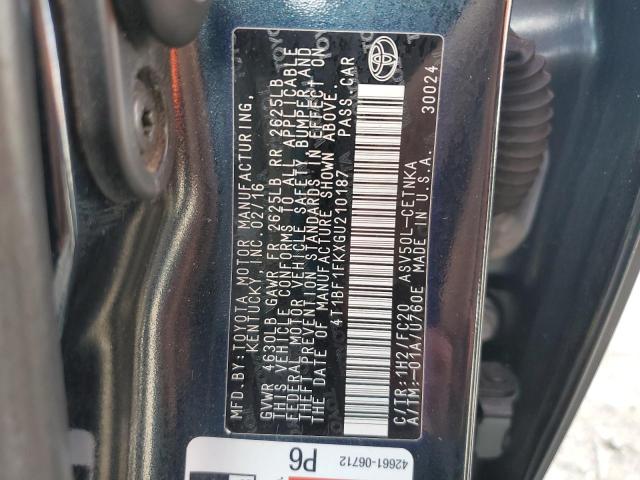 MFD.BY:TOYOTA MOTOR MANUFACTURING,
KENTUCKY, INC. 02/16
GVWR 4630LB GAWR FR 2625LB RR 2625LB
THIS VEHICLE CONFORMS TO ALL APPLICABLE
FEDERAL MOTOR VEHICLE SAFETY, BUMPER, AND
THEFT PREVENTION STANDARDS IN EFFECT ON
THE DATE OF MANUFACTURE SHOWN ABOVE.
4T1BF1FKXGU210187 PASS.CAR
C/TR:1H2/FC20 ASV50L-CETNKA
A/TM:-01A/U760E MADE IN U.S.A. 30024
P6
42661-06712